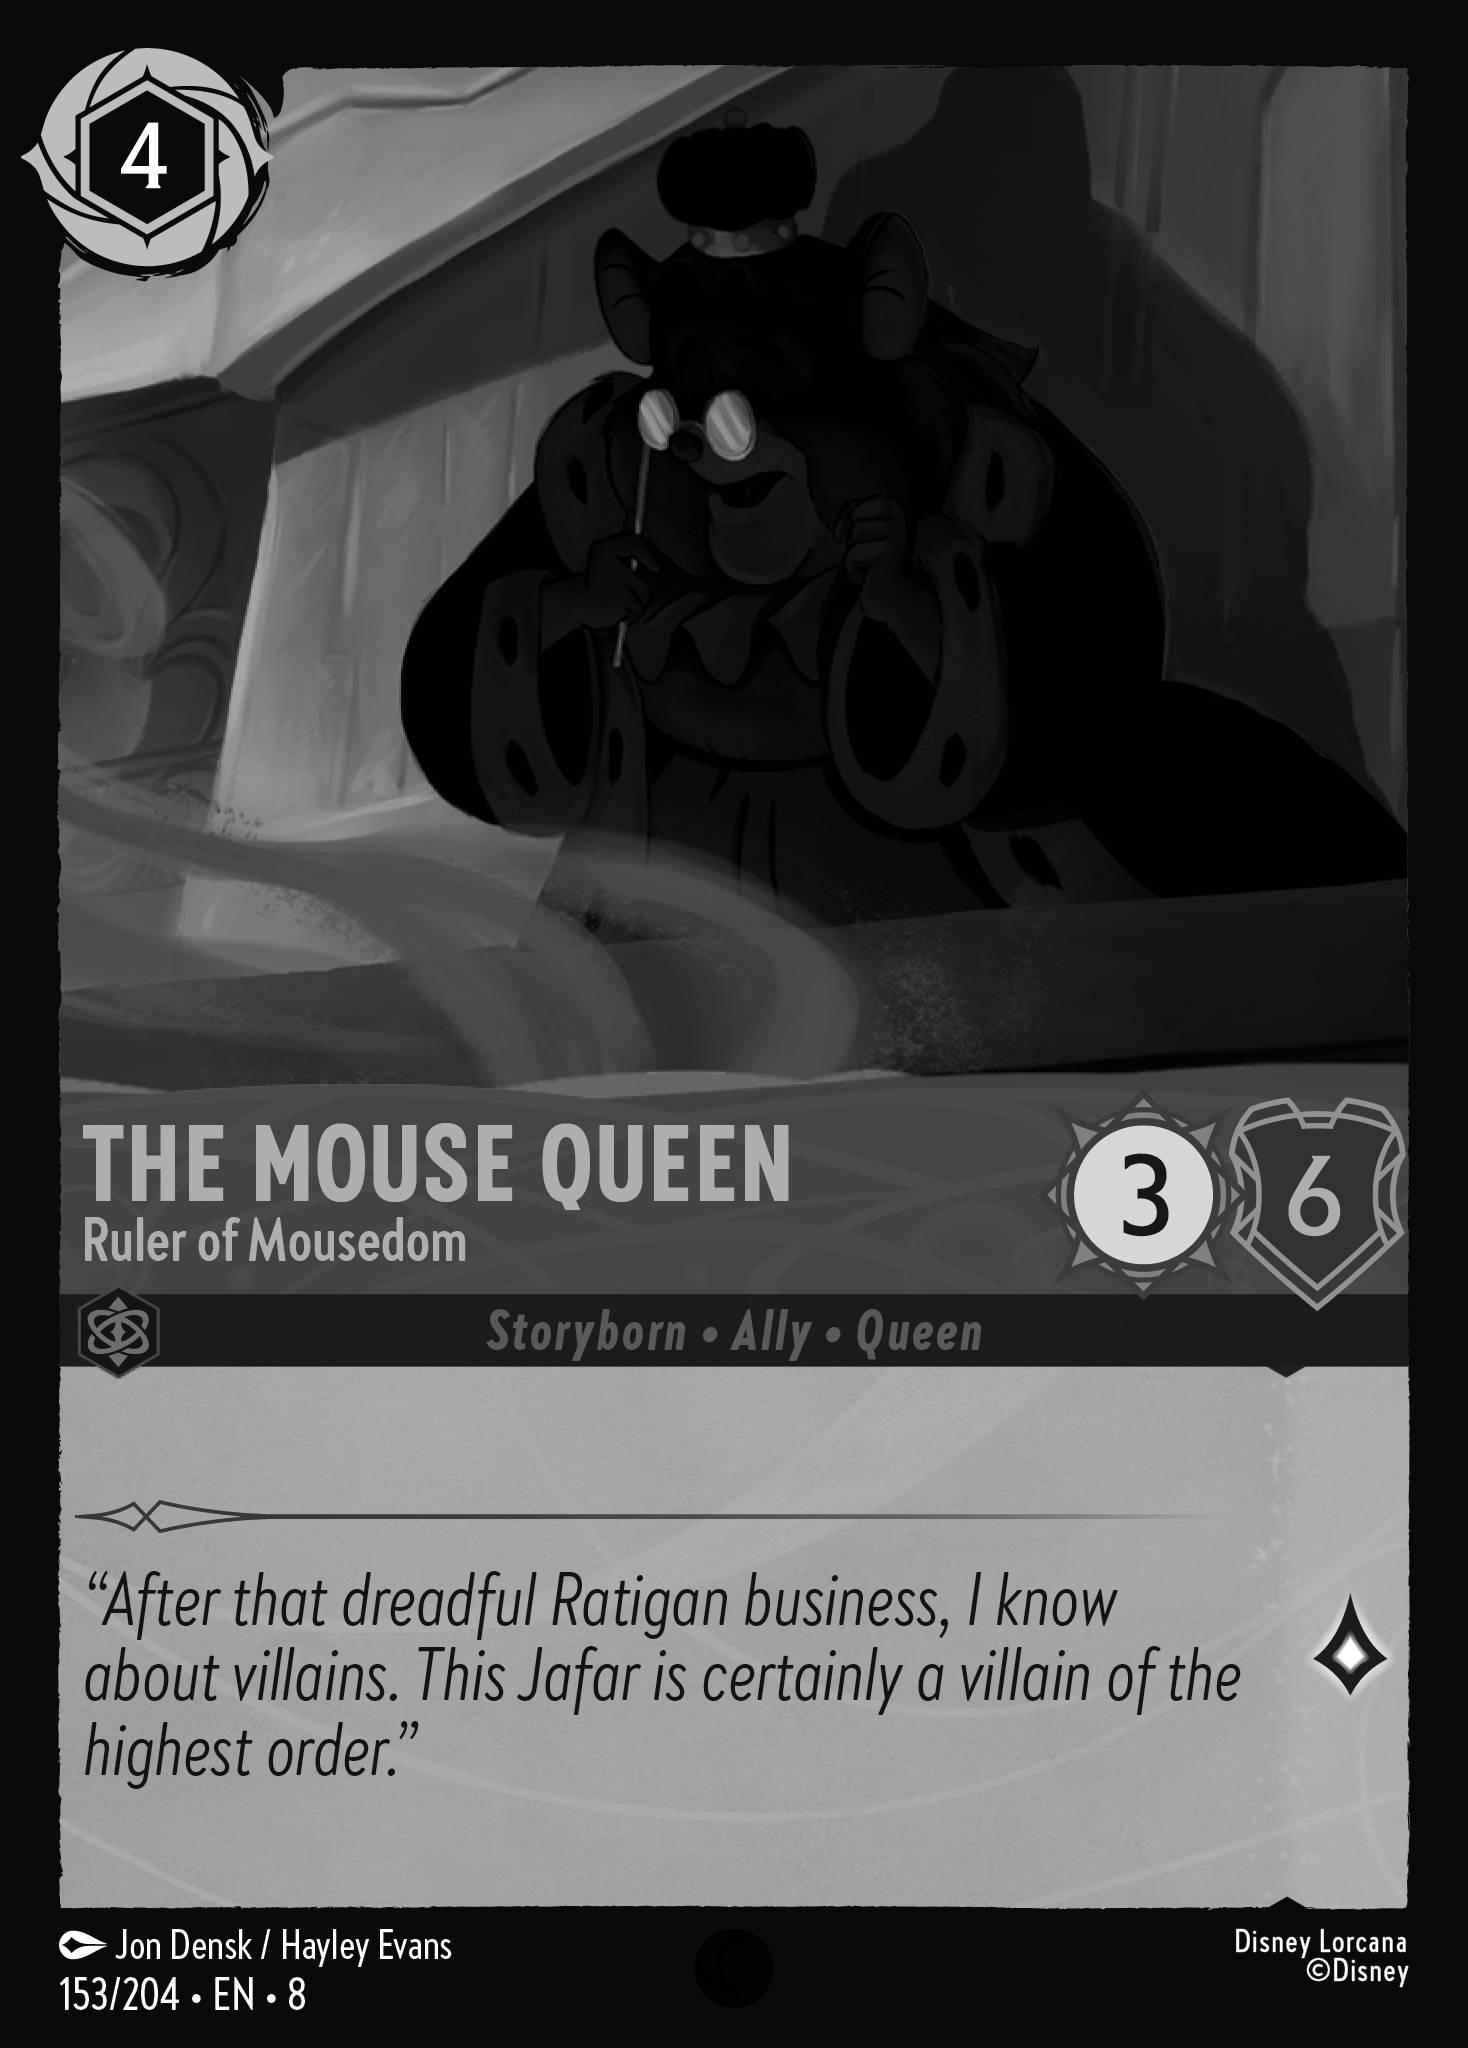 4
THE MOUSE QUEEN
Ruler of Mousedom
3
6
Storyborn • Ally • Queen
“After that dreadful Ratigan business, I know
about villains. This Jafar is certainly a villain of the
highest order.”
Jon Densk / Hayley Evans
153/204 • EN • 8
Disney Lorcana
©Disney